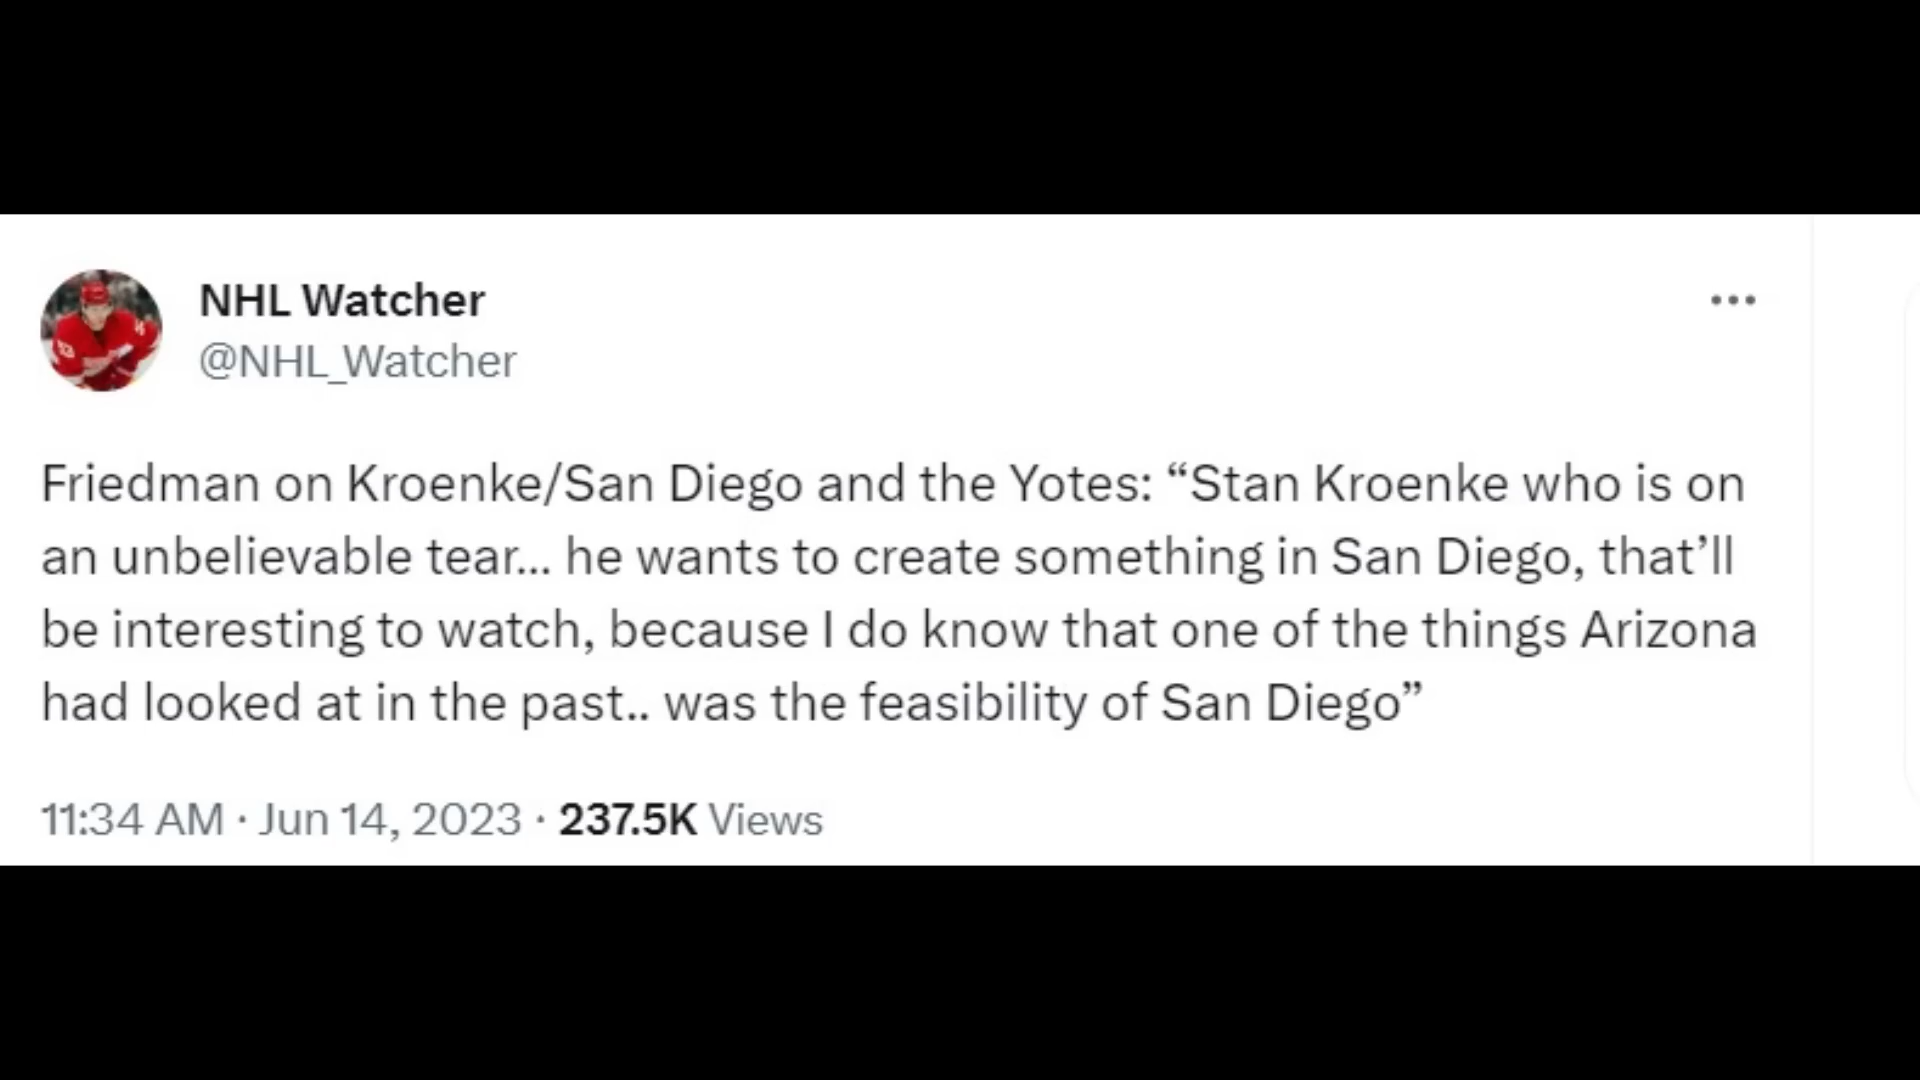 NHL Watcher
@NHL_Watcher
Friedman on Kroenke/San Diego and the Yotes: “Stan Kroenke who is on
an unbelievable tear... he wants to create something in San Diego, that’ll
be interesting to watch, because I do know that one of the things Arizona
had looked at in the past.. was the feasibility of San Diego”
11:34 AM · Jun 14, 2023 · 237.5K Views